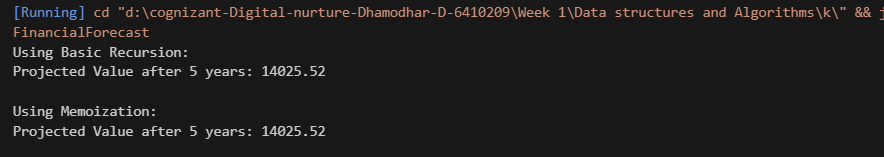 [Running] cd "d:\cognizant-Digital-nurture-Dhamodhar-D-6410209\Week 1\Data structures and Algorithms\k\" && j
FinancialForecast
Using Basic Recursion:
Projected Value after 5 years: 14025.52
Using Memoization:
Projected Value after 5 years: 14025.52